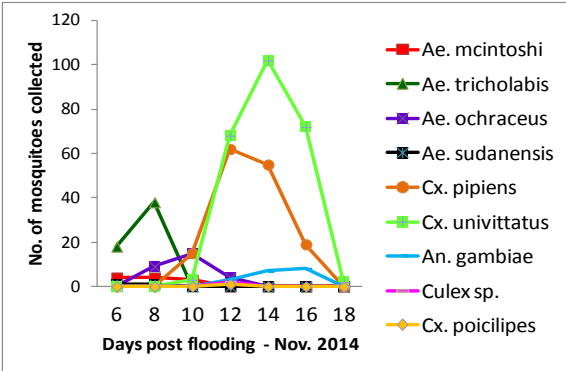 No. of mosquitoes collected
120
100
80
60
40
20
0
6 8 10 12 14 16 18
Days post flooding - Nov. 2014
Ae. mcintoshi
Ae. tricholabis
Ae. ochraceus
Ae. sudanensis
Cx. pipiens
Cx. univittatus
An. gambiae
Culex sp.
Cx. poicilipes